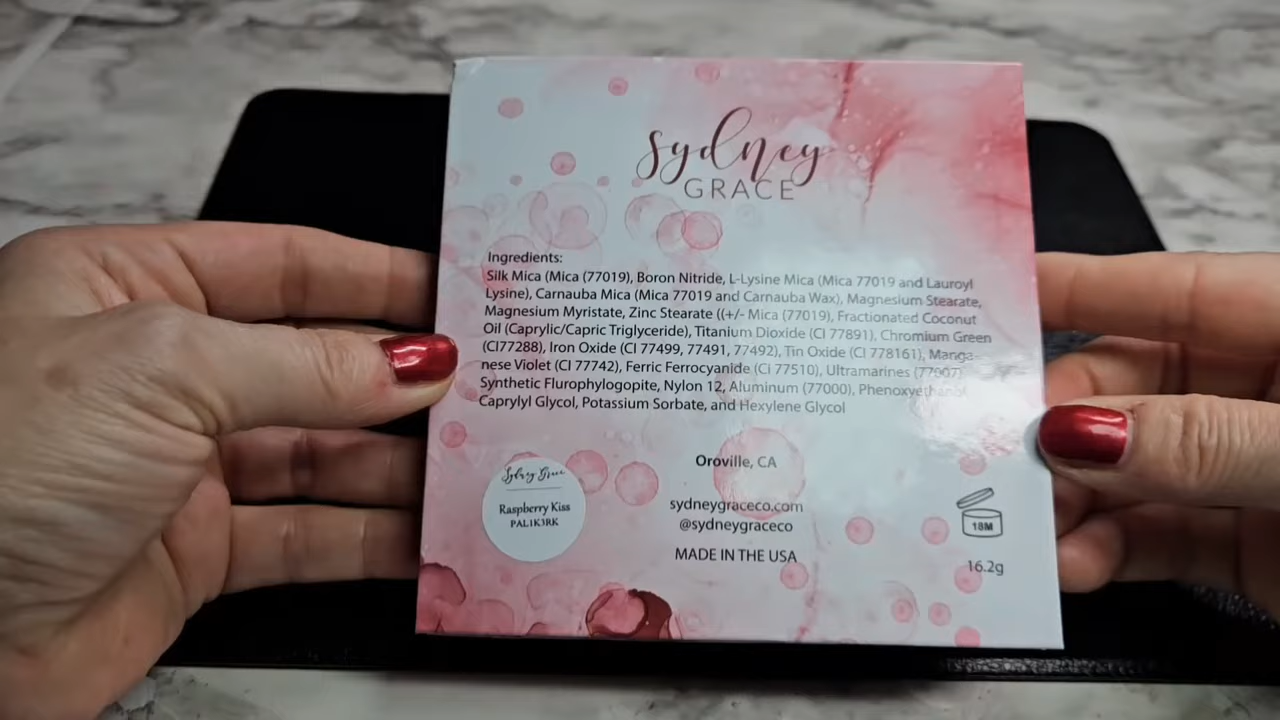 Sydney
GRACE
Ingredients:
Silk Mica (Mica (77019), Boron Nitride, L-Lysine Mica (Mica 77019 and Lauroyl
Lysine), Carnauba Mica (Mica 77019 and Carnauba Wax), Magnesium Stearate,
Magnesium Myristate, Zinc Stearate ((+/- Mica (77019), Fractionated Coconut
Oil (Caprylic/Capric Triglyceride), Titanium Dioxide (CI 77891), Chromium Green
(CI77288), Iron Oxide (CI 77499, 77491, 77492), Tin Oxide (CI 778161), Manga-
nese Violet (CI 77742), Ferric Ferrocyanide (Ci 77510), Ultramarines (77007)
Synthetic Flurophylogopite, Nylon 12, Aluminum (77000), Phenoxyethanol
Caprylyl Glycol, Potassium Sorbate, and Hexylene Glycol
Oroville, CA
sydneygraceco.com
@sydneygraceco
MADE IN THE USA
Sydney Grace
Raspberry Kiss
PAL1K3RK
18M
16.2g